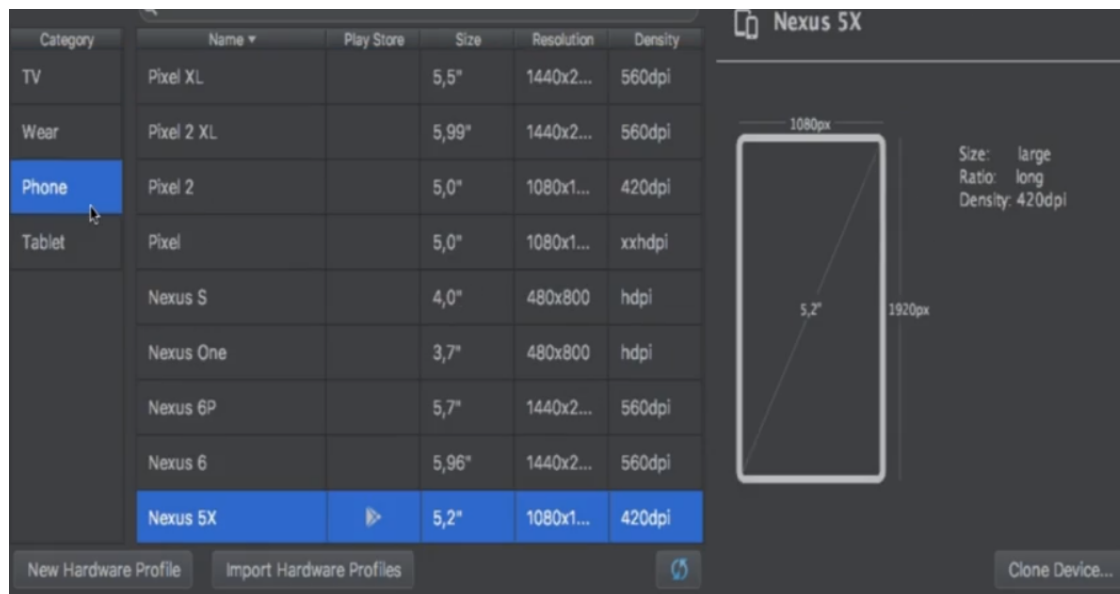 Category Name Play Store Size Resolution Density
TV
Wear
Phone
Tablet
Pixel XL 5,5" 1440x2... 560dpi
Pixel 2 XL 5,99" 1440x2... 560dpi
Pixel 2 5,0" 1080x1... 420dpi
Pixel 5,0" 1080x1... xxhdpi
Nexus S 4,0" 480x800 hdpi
Nexus One 3,7" 480x800 hdpi
Nexus 6P 5,7" 1440x2... 560dpi
Nexus 6 5,96" 1440x2... 560dpi
Nexus 5X 5,2" 1080x1... 420dpi
New Hardware Profile Import Hardware Profiles
Nexus 5X
1080px
Size: large
Ratio: long
Density: 420dpi
5,2" 1920px
Clone Device...